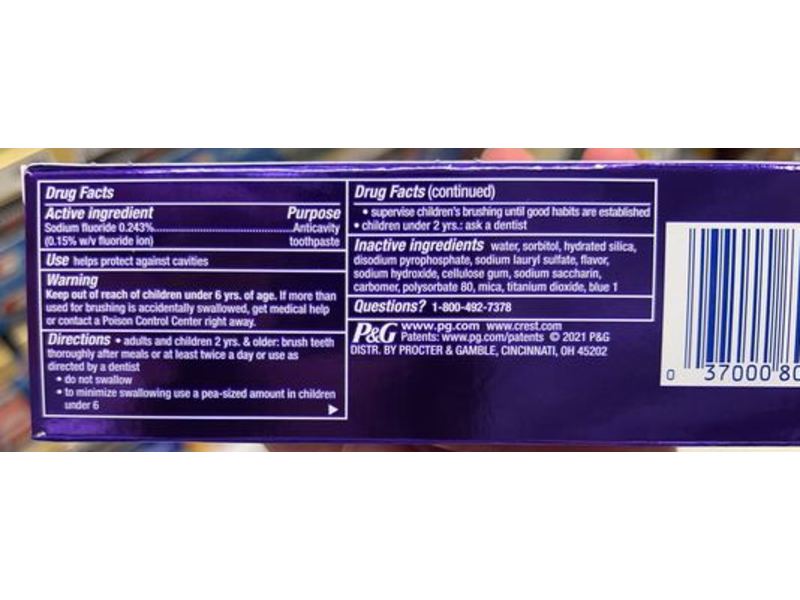 Drug Facts
Active ingredient Purpose
Sodium fluoride 0.243%..........Anticavity
(0.15% w/v fluoride ion) toothpaste
Use helps protect against cavities
Warning
Keep out of reach of children under 6 yrs. of age. If more than
used for brushing is accidentally swallowed, get medical help
or contact a Poison Control Center right away.
Directions • adults and children 2 yrs. & older: brush teeth
thoroughly after meals or at least twice a day or use as
directed by a dentist
• do not swallow
• to minimize swallowing use a pea-sized amount in children
under 6
Drug Facts (continued)
• supervise children's brushing until good habits are established
• children under 2 yrs.: ask a dentist
Inactive ingredients water, sorbitol, hydrated silica,
disodium pyrophosphate, sodium lauryl sulfate, flavor,
sodium hydroxide, cellulose gum, sodium saccharin,
carbomer, polysorbate 80, mica, titanium dioxide, blue 1
Questions? 1-800-492-7378
P&G www.pg.com www.crest.com
Patents: www.pg.com/patents © 2021 P&G
DISTR. BY PROCTER & GAMBLE, CINCINNATI, OH 45202
0 37000 80